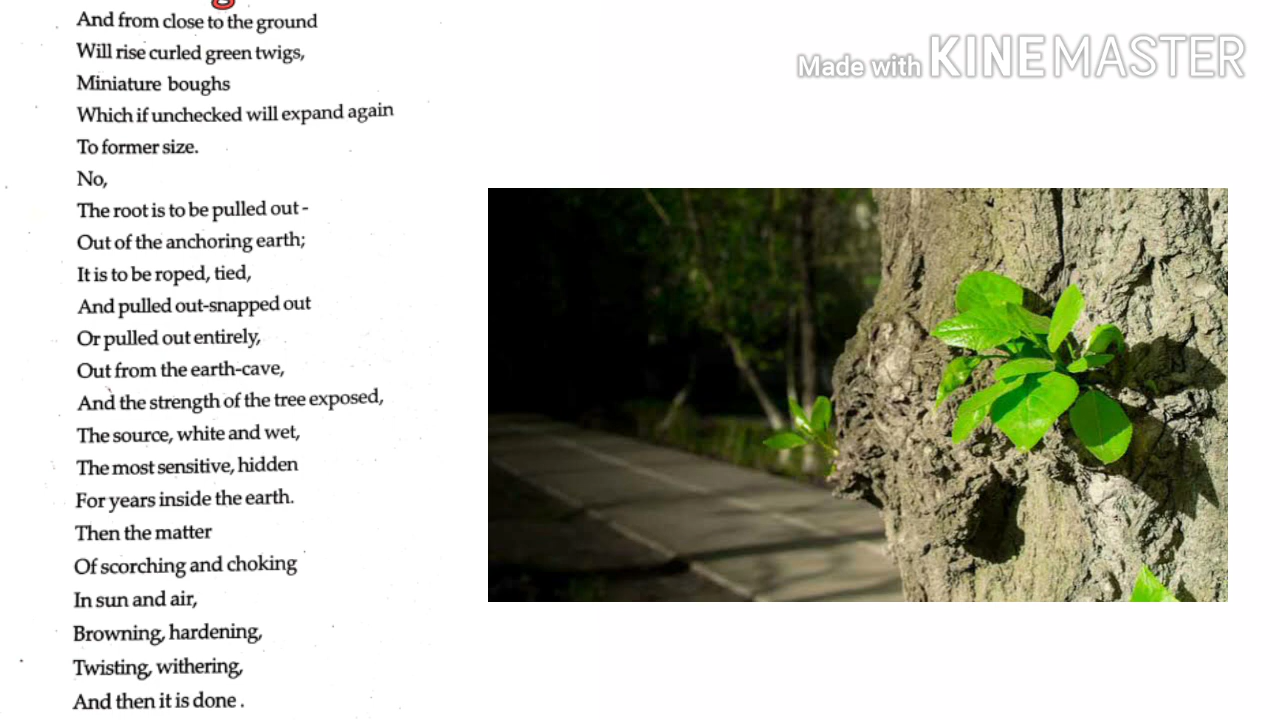 And from close to the ground
Will rise curled green twigs,
Miniature boughs
Which if unchecked will expand again
To former size.
No,
The root is to be pulled out -
Out of the anchoring earth;
It is to be roped, tied,
And pulled out-snapped out
Or pulled out entirely,
Out from the earth-cave,
And the strength of the tree exposed,
The source, white and wet,
The most sensitive, hidden
For years inside the earth.
Then the matter
Of scorching and choking
In sun and air,
Browning, hardening,
Twisting, withering,
And then it is done .
Made with KINEMASTER